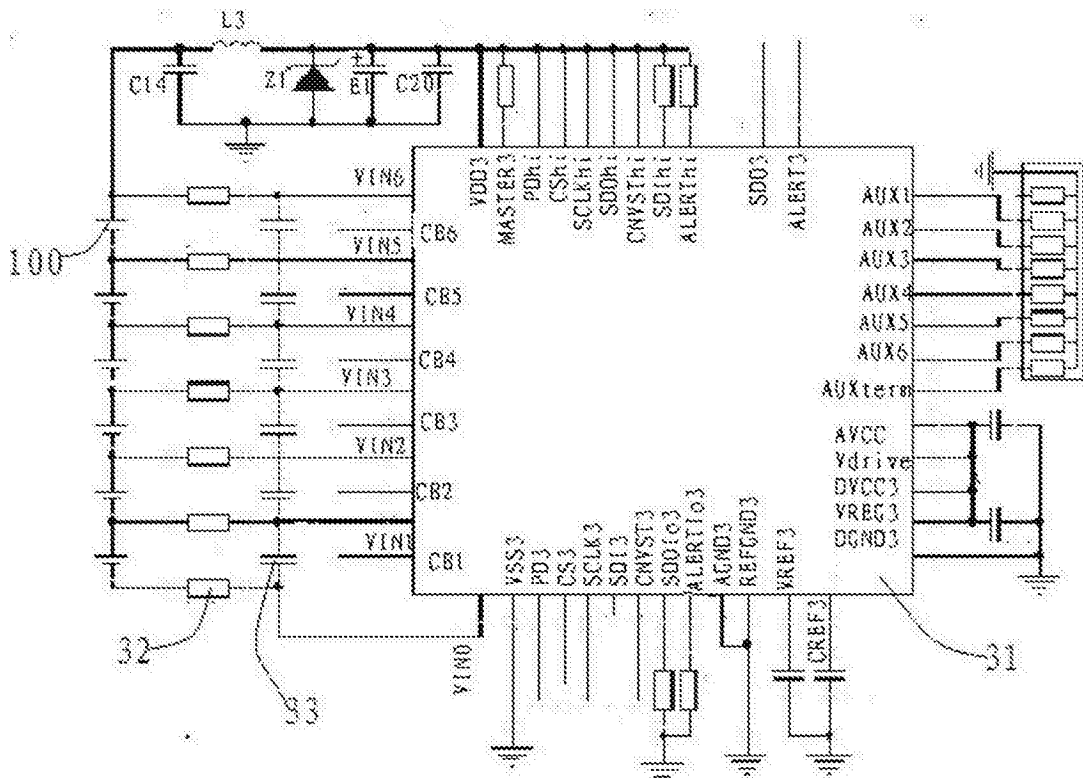 L3
C14
Z1
+
E1
C20
VIN6
CB6
VIN5
CB5
VIN4
CB4
VIN3
CB3
VIN2
CB2
VIN1
CB1
VIN0
100
32
33
VDD3
MASTER3
PDhi
CShi
SCLKhi
SDOhi
CNVSThi
SDIhi
ALERThi
SDO3
ALERT3
AUX1
AUX2
AUX3
AUX4
AUX5
AUX6
AUXterm
AVCC
Vdrive
DVCC3
VREG3
DGND3
VSS3
PD3
CS3
SCLK3
SDI3
CNVST3
SDOlo3
ALERTlo3
AGND3
REFGND3
VREF3
CREF3
31